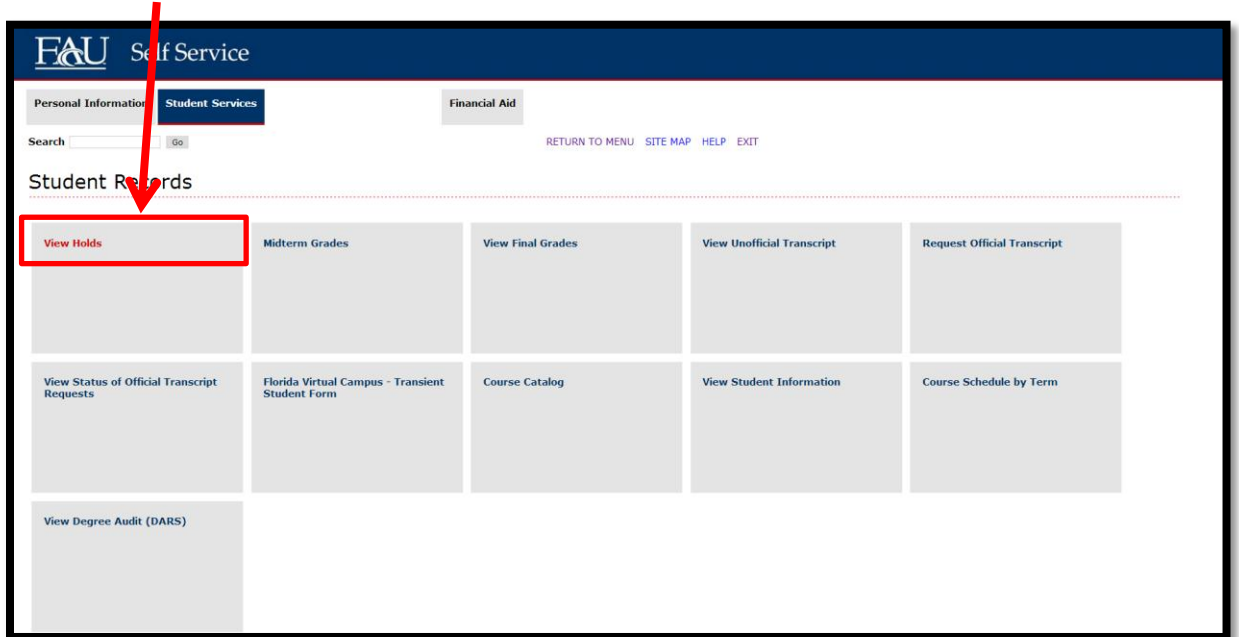 FAU Self Service
Personal Information Student Services Financial Aid
Search Go RETURN TO MENU SITE MAP HELP EXIT
Student Records
View Holds Midterm Grades View Final Grades View Unofficial Transcript Request Official Transcript
View Status of Official Transcript
Requests
Florida Virtual Campus - Transient
Student Form
Course Catalog View Student Information Course Schedule by Term
View Degree Audit (DARS)